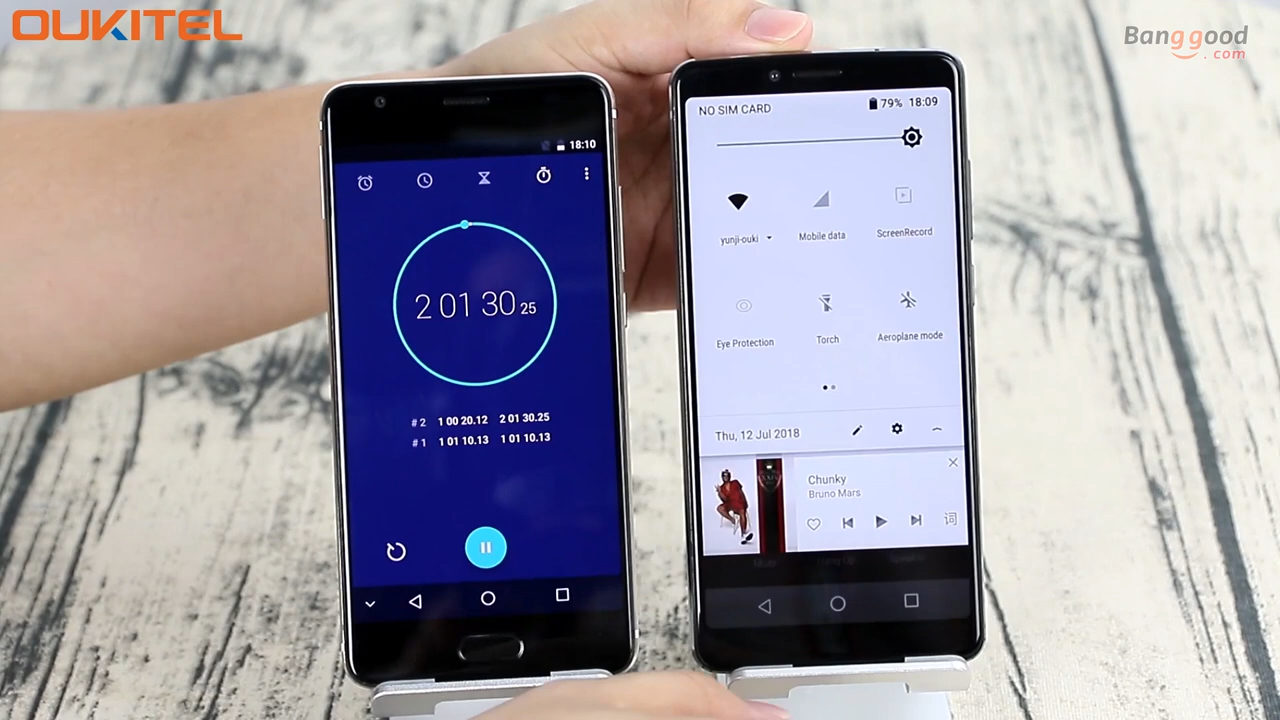 OUKITEL
Banggood
.com
18:10
2 01 30 25
# 2 1 00 20.12 2 01 30.25
# 1 1 01 10.13 1 01 10.13
NO SIM CARD
79% 18:09
yunji-ouki
Mobile data
ScreenRecord
Eye Protection
Torch
Aeroplane mode
Thu, 12 Jul 2018
Chunky
Bruno Mars
词